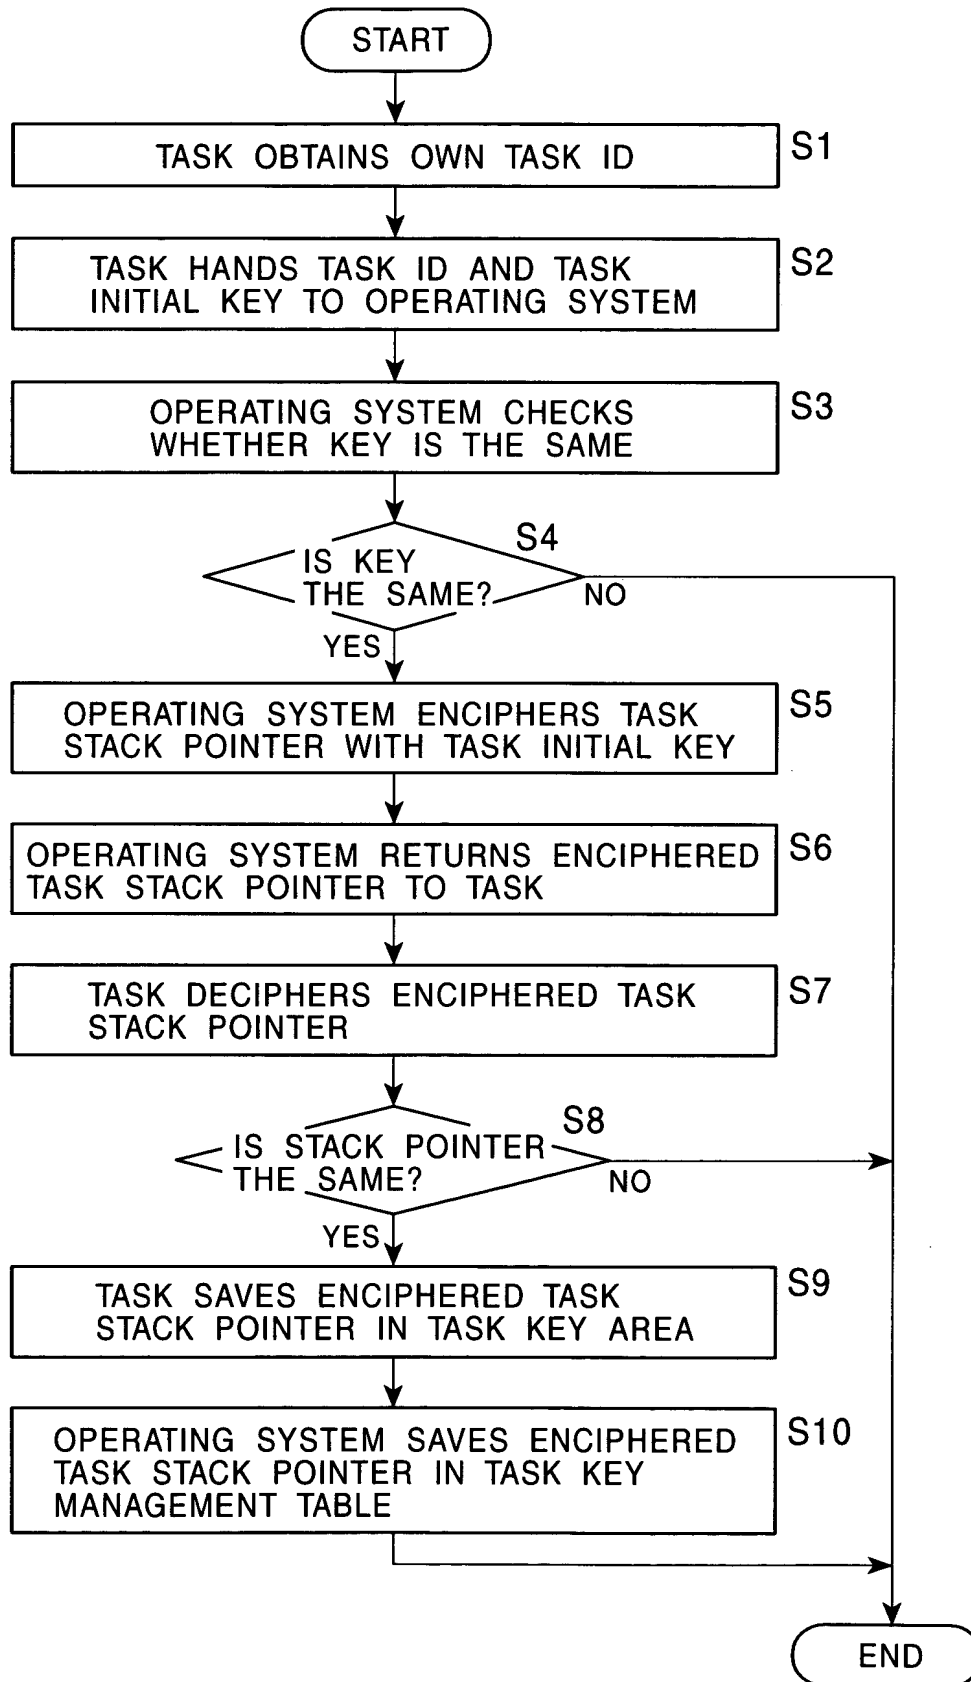 START
TASK OBTAINS OWN TASK ID
S1
TASK HANDS TASK ID AND TASK
INITIAL KEY TO OPERATING SYSTEM
S2
OPERATING SYSTEM CHECKS
WHETHER KEY IS THE SAME
S3
S4
IS KEY
THE SAME?
NO
YES
OPERATING SYSTEM ENCIPHERS TASK
STACK POINTER WITH TASK INITIAL KEY
S5
OPERATING SYSTEM RETURNS ENCIPHERED
TASK STACK POINTER TO TASK
S6
TASK DECIPHERS ENCIPHERED TASK
STACK POINTER
S7
S8
IS STACK POINTER
THE SAME?
NO
YES
TASK SAVES ENCIPHERED TASK
STACK POINTER IN TASK KEY AREA
S9
OPERATING SYSTEM SAVES ENCIPHERED
TASK STACK POINTER IN TASK KEY
MANAGEMENT TABLE
S10
END